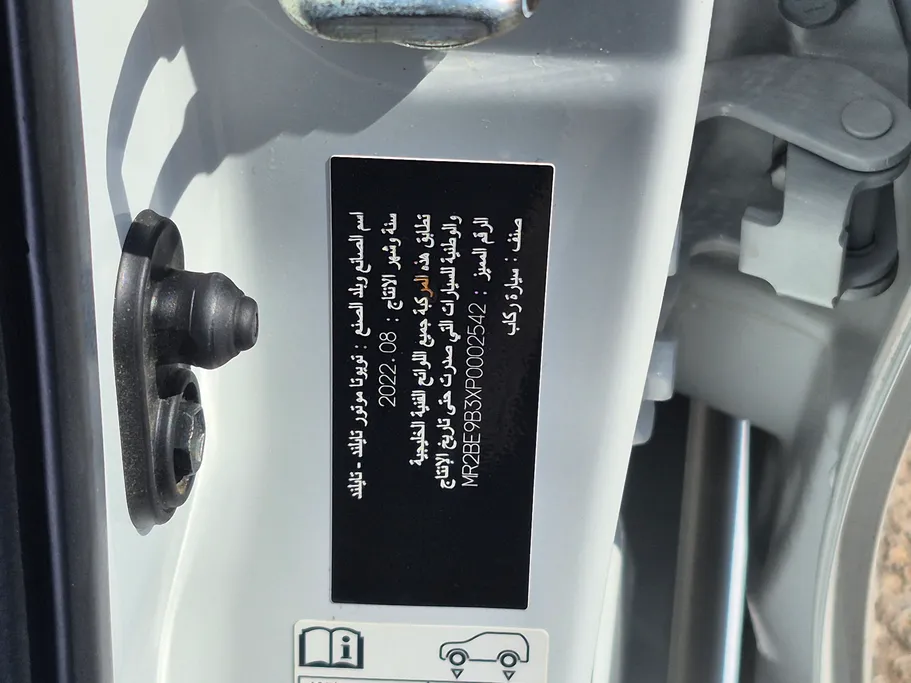 اسم الصانع وبلد الصنع : تويوتا موتور تايلند - تايلند
سنة وشهر الانتاج : 2022.08
تطابق هذه المركبة جميع اللوائح الفنية الخليجية
والوطنية للسيارات التي صدرت حتى تاريخ الإنتاج
الرقم المميز : MR2BE9B3XP0002542
صنف : سيارة ركاب